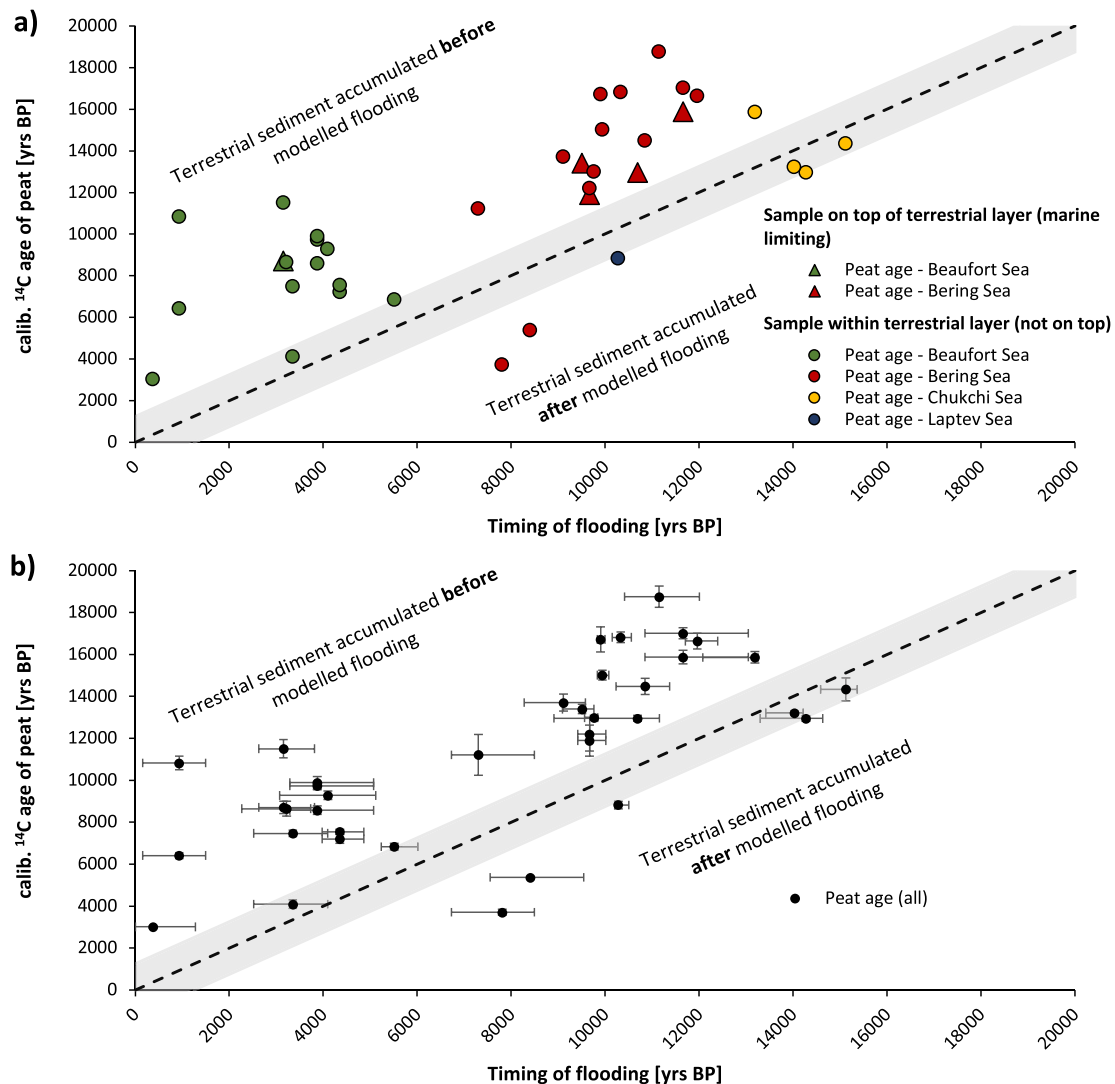 a)
20000
18000
16000
14000
12000
10000
8000
6000
4000
2000
0
calib. ¹⁴C age of peat [yrs BP]
Terrestrial sediment accumulated before
modelled flooding
Terrestrial sediment accumulated
after modelled flooding
Sample on top of terrestrial layer (marine
limiting)
Peat age - Beaufort Sea
Peat age - Bering Sea
Sample within terrestrial layer (not on top)
Peat age - Beaufort Sea
Peat age - Bering Sea
Peat age - Chukchi Sea
Peat age - Laptev Sea
0 2000 4000 6000 8000 10000 12000 14000 16000 18000 20000
Timing of flooding [yrs BP]
b)
20000
18000
16000
14000
12000
10000
8000
6000
4000
2000
0
calib. ¹⁴C age of peat [yrs BP]
Terrestrial sediment accumulated before
modelled flooding
Terrestrial sediment accumulated
after modelled flooding
Peat age (all)
0 2000 4000 6000 8000 10000 12000 14000 16000 18000 20000
Timing of flooding [yrs BP]